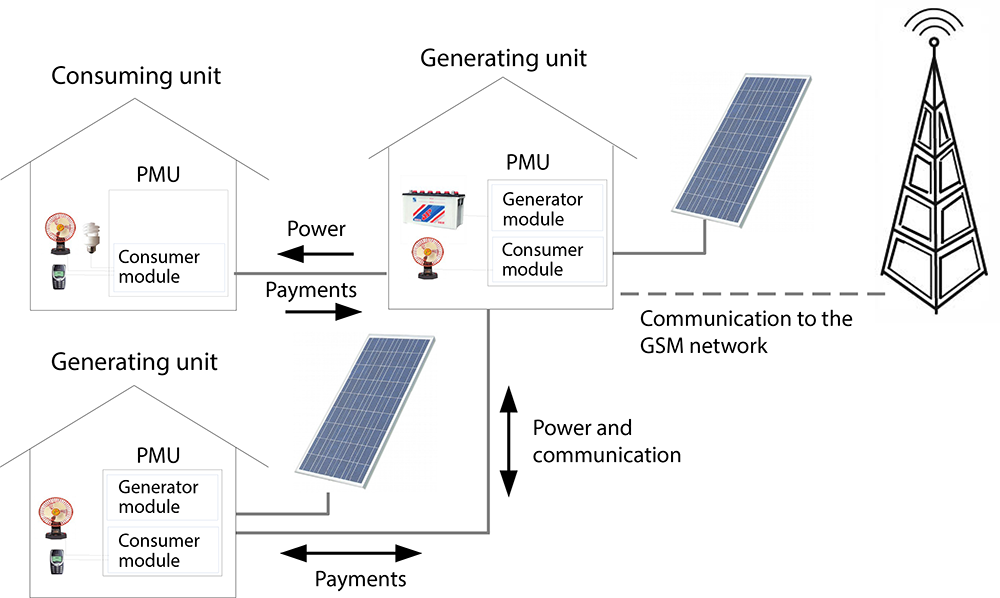 Consuming unit
Generating unit
PMU
Consumer
module
Power
Payments
PMU
Generator
module
Consumer
module
Communication to the
GSM network
Generating unit
PMU
Generator
module
Consumer
module
Power and
communication
Payments